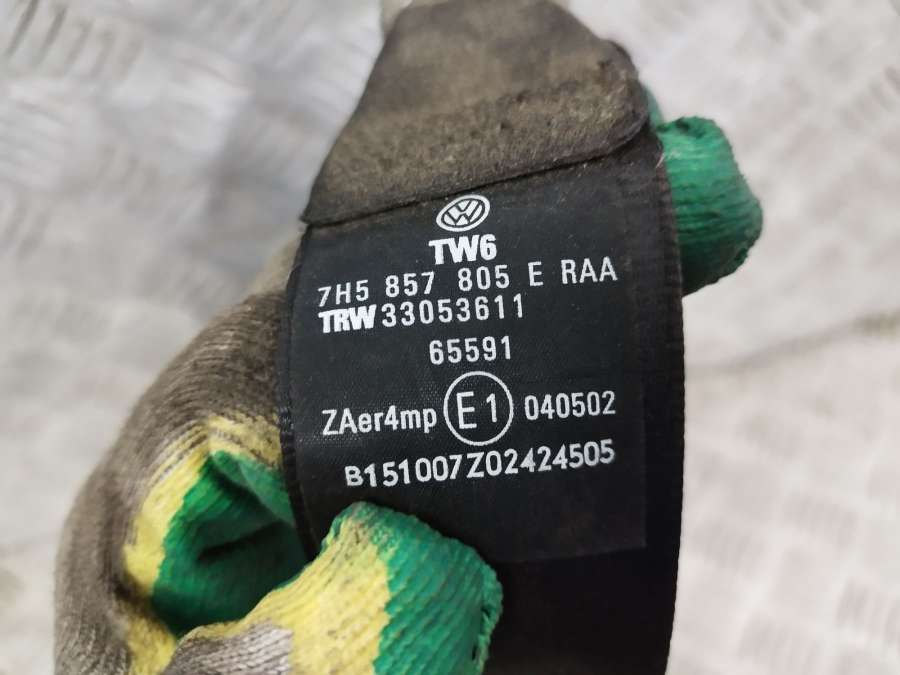 TW6
7H5 857 805 E RAA
TRW 33053611
65591
ZAer4mp E1 040502
B151007Z02424505